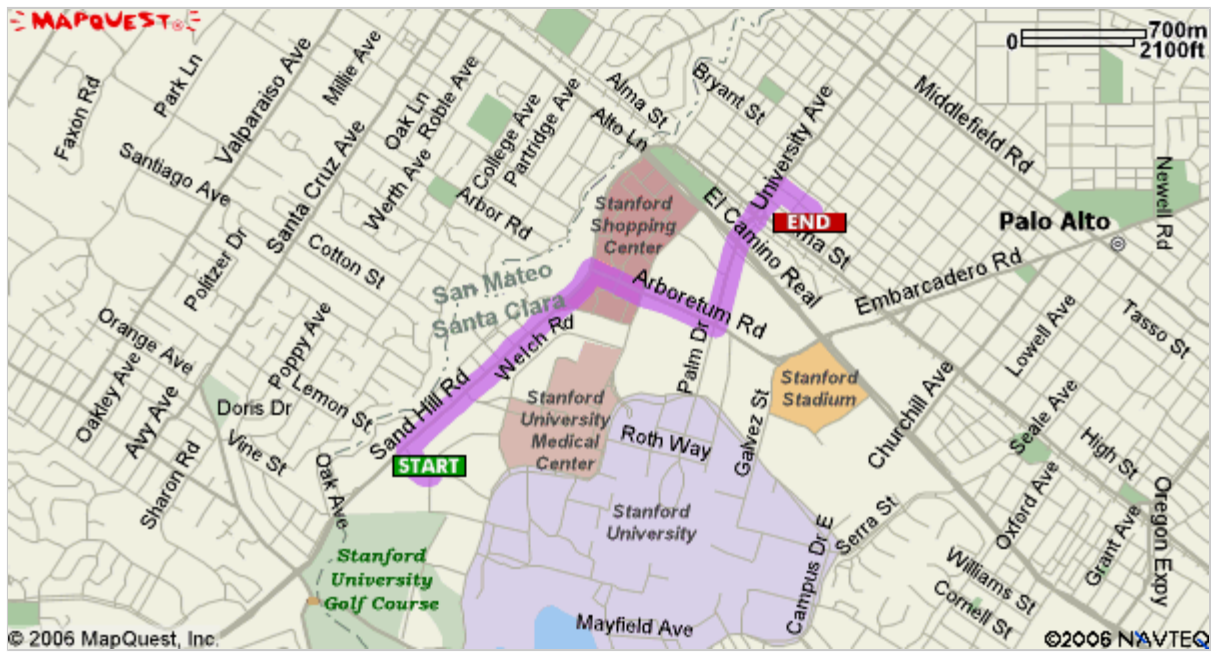 MAPQUEST
700m
0
2100ft
Faxon Rd
Park Ln
Valparaiso Ave
Millie Ave
Oak Ln
Roble Ave
College Ave
Partridge Ave
Alma St
Alto Ln
Bryant St
University Ave
Middlefield Rd
Newell Rd
Santiago Ave
Santa Cruz Ave
Werth Ave
Arbor Rd
Stanford
Shopping
Center
El Camino Real
END
Alma St
Palo Alto
Politzer Dr
Cotton St
San Mateo
Santa Clara
Arboretum Rd
Embarcadero Rd
Orange Ave
Poppy Ave
Welch Rd
Palm Dr
Lowell Ave
Tasso St
Oakley Ave
Avy Ave
Doris Dr
Lemon St
Sand Hill Rd
Stanford
University
Medical
Center
Stanford
Stadium
Churchill Ave
Seale Ave
High St
Sharon Rd
Vine St
Oak Ave
START
Roth Way
Galvez St
Stanford
University
Serra St
Oxford Ave
Grant Ave
Oregon Expy
Stanford
University
Golf Course
Campus Dr E
Williams St
Cornell St
Mayfield Ave
© 2006 MapQuest, Inc.
©2006 NAVTEQ